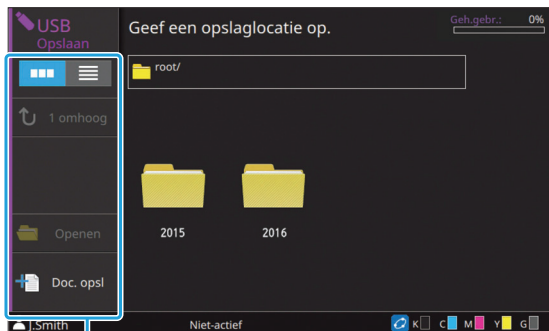 USB
Opslaan
Geef een opslaglocatie op.
Geh.gebr.: 0%
root/
1 omhoog
Openen
Doc. opsl
2015
2016
J.Smith
Niet-actief
K C M Y G